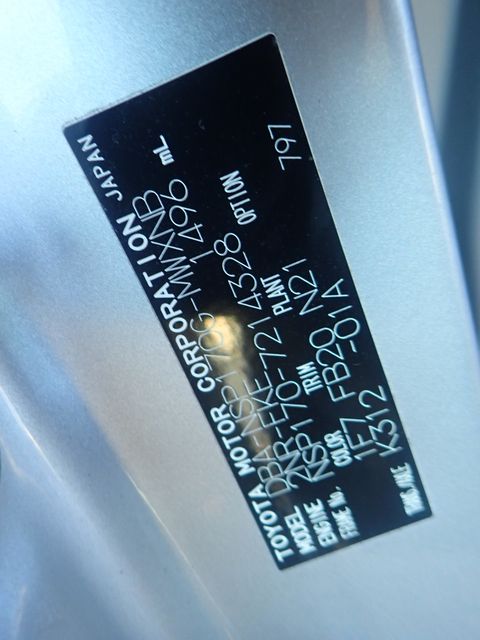 TOYOTA MOTOR CORPORATION JAPAN
MODEL DBA-NSP170G-MWXNB
ENGINE 2NR-FKE 1496 mL
FRAME No. NSP170-7214328
COLOR TRIM PLANT OPTION
1F7 FB20 N21 797
TRANS./AXLE K312 -01A